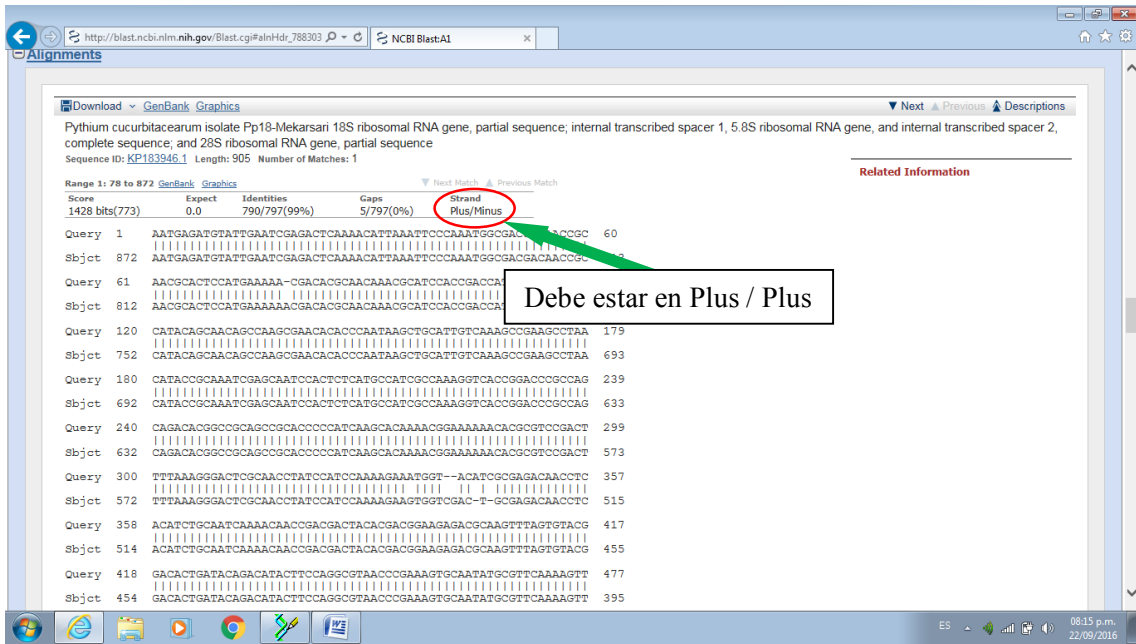 http://blast.ncbi.nlm.nih.gov/Blast.cgi#alnHdr_788303
NCBI Blast:A1
Alignments
Download GenBank Graphics
Next Previous Descriptions
Pythium cucurbitacearum isolate Pp18-Mekarsari 18S ribosomal RNA gene, partial sequence; internal transcribed spacer 1, 5.8S ribosomal RNA gene, and internal transcribed spacer 2,
complete sequence; and 28S ribosomal RNA gene, partial sequence
Sequence ID: KP183946.1 Length: 905 Number of Matches: 1
Related Information
Range 1: 78 to 872 GenBank Graphics Next Match Previous Match
Score Expect Identities Gaps Strand
1428 bits(773) 0.0 790/797(99%) 5/797(0%) Plus/Minus
Query 1 AATGAGATGTATTGAATCGAGACTCAAAACATTAAATTCCCAAATGGCGAC ACCGC 60
Sbjct 872 AATGAGATGTATTGAATCGAGACTCAAAACATTAAATTCCCAAATGGCGACGACAACCGC
Query 61 AACGCACTCCATGAAAAA-CGACACGCAACAAACGCATCCACCGACCAT
Sbjct 812 AACGCACTCCATGAAAAAACGACACGCAACAAACGCATCCACCGACCAT
Debe estar en Plus / Plus
Query 120 CATACAGCAACAGCCAAGCGAACACACCCAATAAGCTGCATTGTCAAAGCCGAAGCCTAA 179
Sbjct 752 CATACAGCAACAGCCAAGCGAACACACCCAATAAGCTGCATTGTCAAAGCCGAAGCCTAA 693
Query 180 CATACCGCAAATCGAGCAATCCACTCTCATGCCATCGCCAAAGGTCACCGGACCCGCCAG 239
Sbjct 692 CATACCGCAAATCGAGCAATCCACTCTCATGCCATCGCCAAAGGTCACCGGACCCGCCAG 633
Query 240 CAGACACGGCCGCAGCCGCACCCCCATCAAGCACAAAACGGAAAAAACACGCGTCCGACT 299
Sbjct 632 CAGACACGGCCGCAGCCGCACCCCCATCAAGCACAAAACGGAAAAAACACGCGTCCGACT 573
Query 300 TTTAAAGGGACTCGCAACCTATCCATCCAAAAGAAATGGT--ACATCGCGAGACAACCTC 357
Sbjct 572 TTTAAAGGGACTCGCAACCTATCCATCCAAAAGAAGTGGTCGAC-T-GCGAGACAACCTC 515
Query 358 ACATCTGCAATCAAAACAACCGACGACTACACGACGGAAGAGACGCAAGTTTAGTGTACG 417
Sbjct 514 ACATCTGCAATCAAAACAACCGACGACTACACGACGGAAGAGACGCAAGTTTAGTGTACG 455
Query 418 GACACTGATACAGACATACTTCCAGGCGTAACCCGAAAGTGCAATATGCGTTCAAAAGTT 477
Sbjct 454 GACACTGATACAGACATACTTCCAGGCGTAACCCGAAAGTGCAATATGCGTTCAAAAGTT 395
ES
08:15 p.m.
22/09/2016